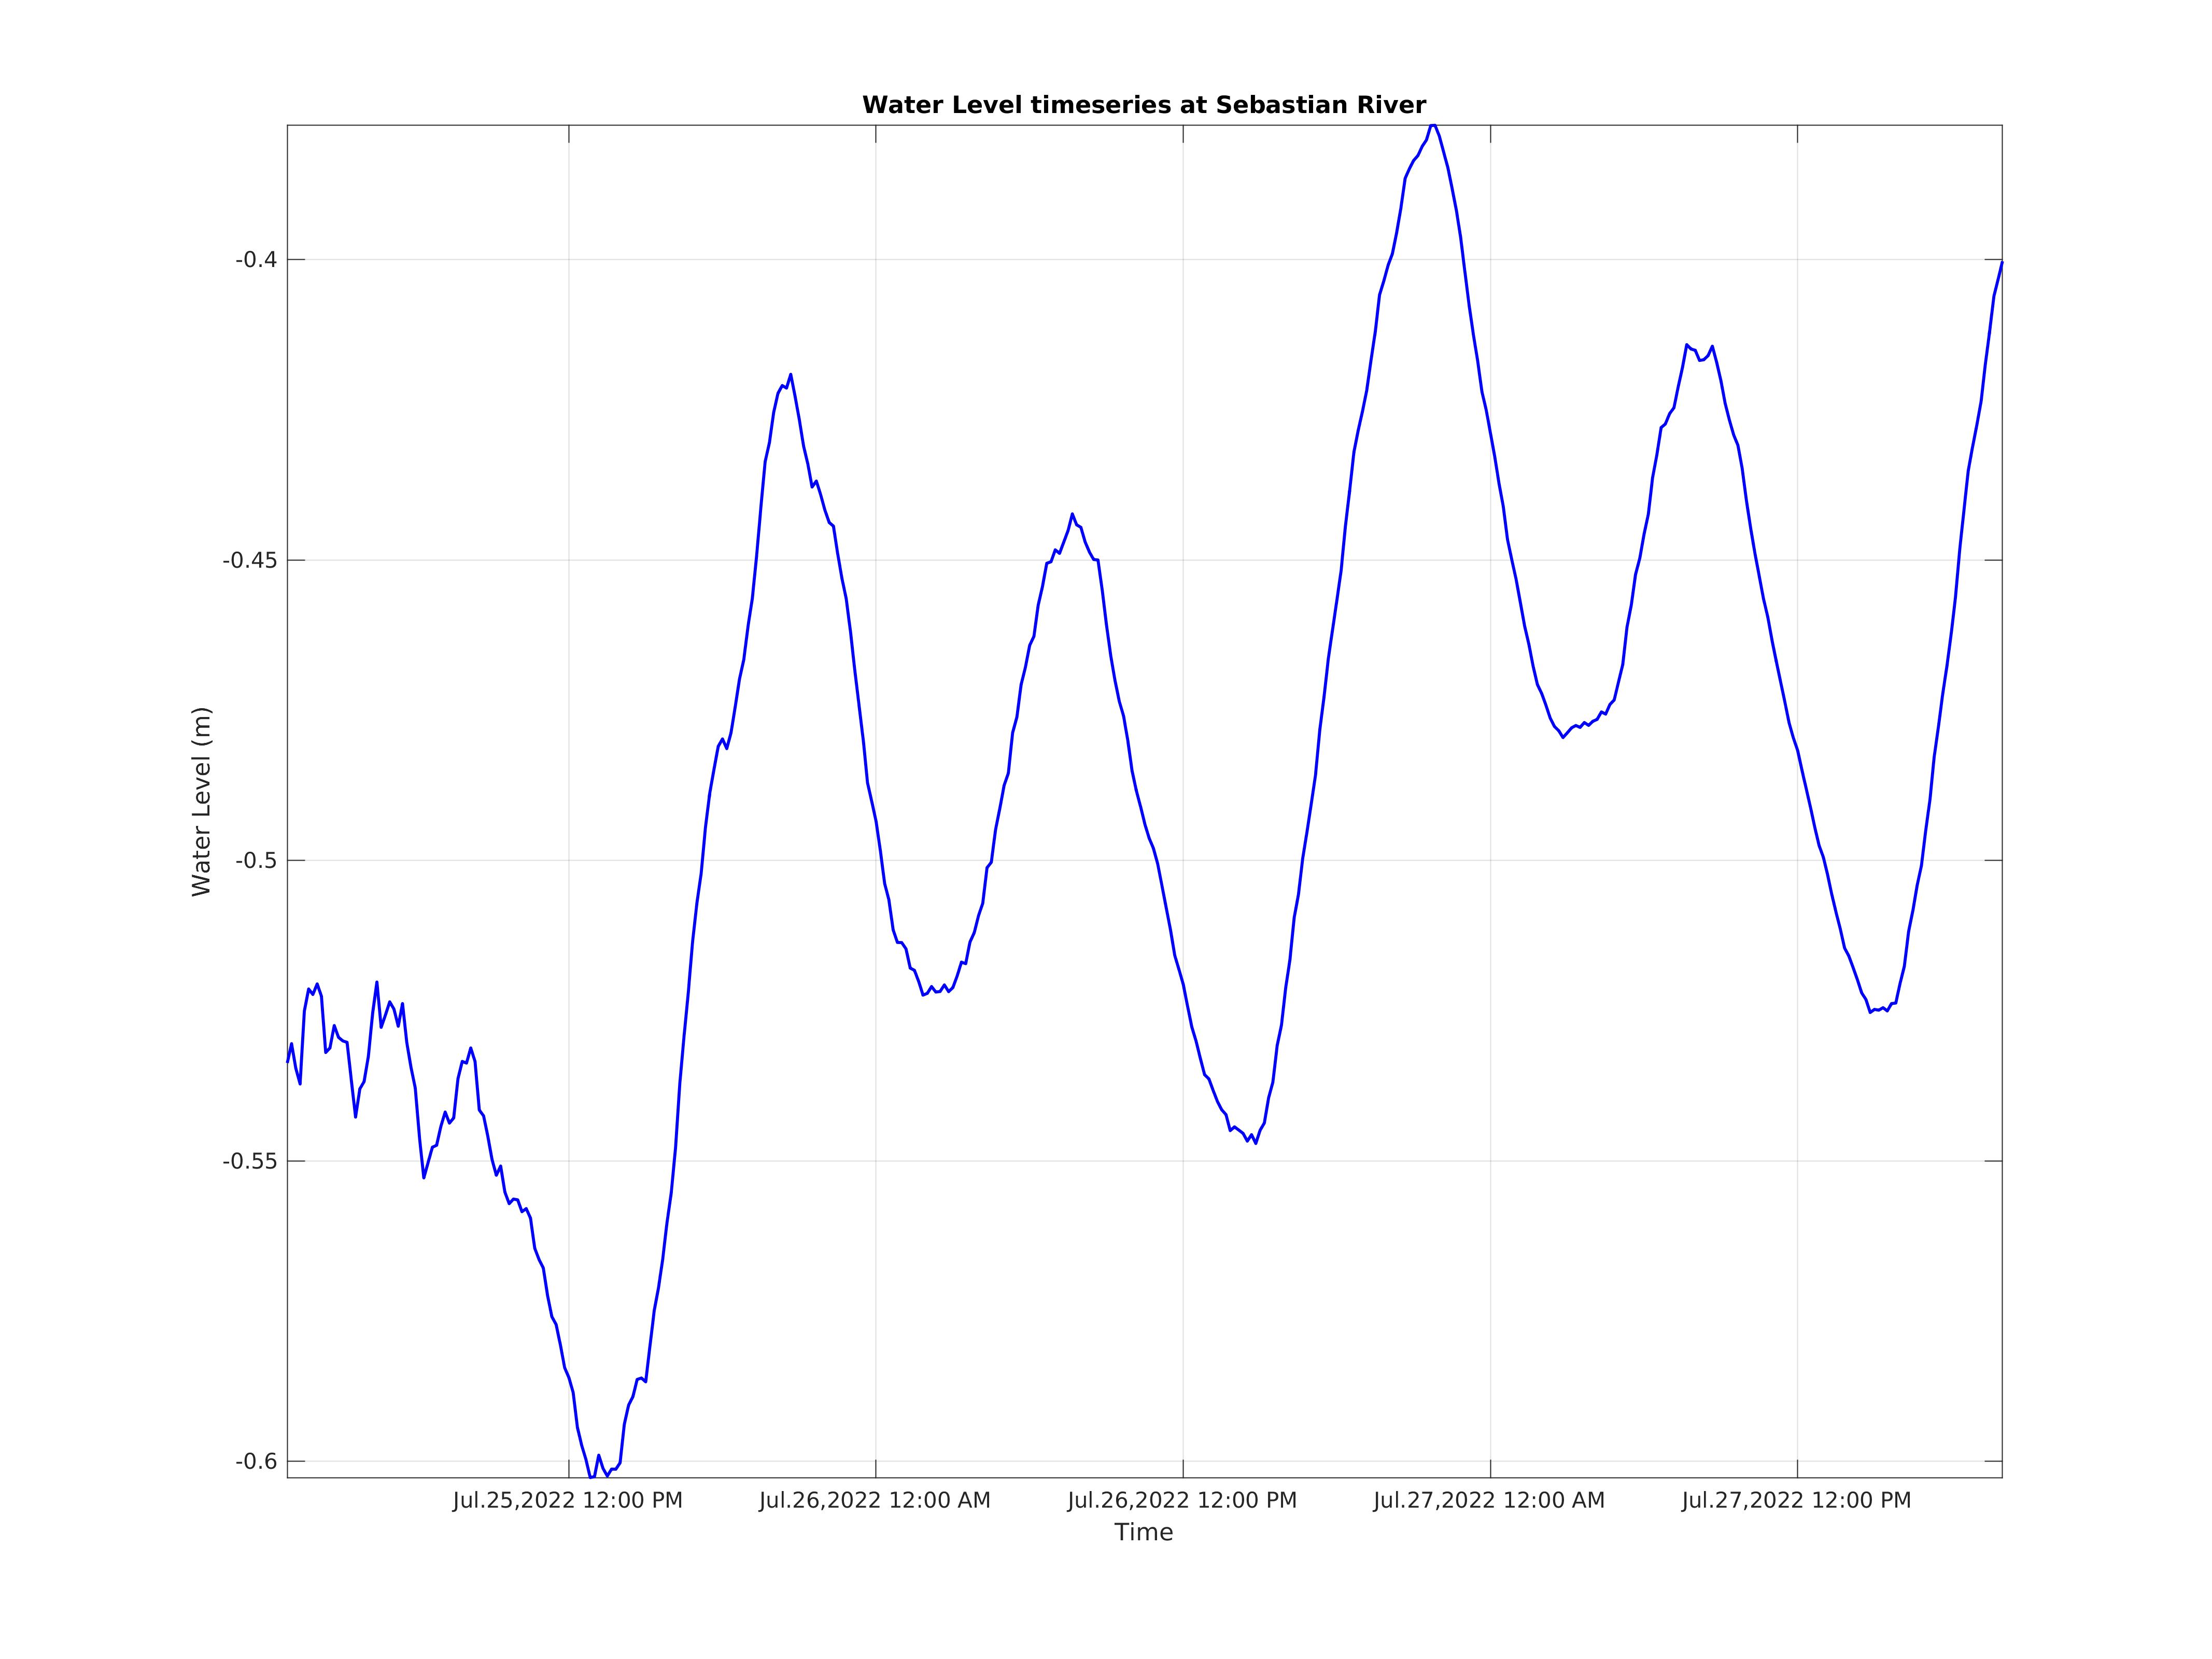 Water Level timeseries at Sebastian River
-0.4
-0.45
-0.5
-0.55
-0.6
Water Level (m)
Jul.25,2022 12:00 PM
Jul.26,2022 12:00 AM
Jul.26,2022 12:00 PM
Jul.27,2022 12:00 AM
Jul.27,2022 12:00 PM
Time